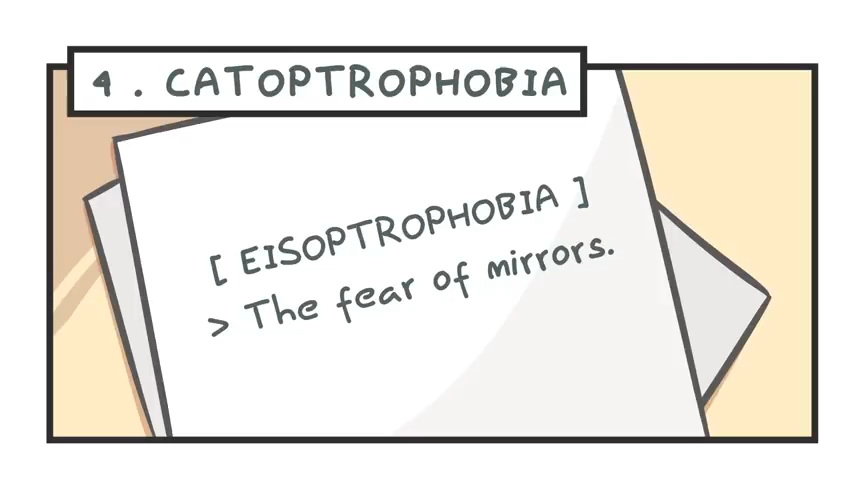 4 . CATOPTROPHOBIA
[ EISOPTROPHOBIA ]
> The fear of mirrors.